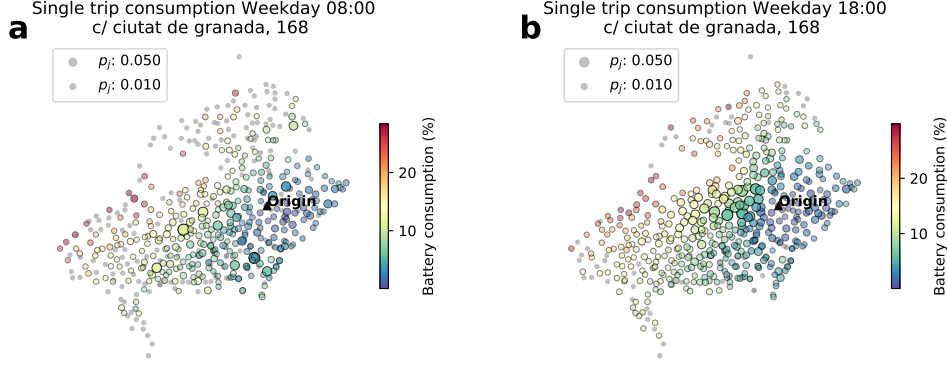 a
Single trip consumption Weekday 08:00
c/ ciutat de granada, 168
pj: 0.050
pj: 0.010
Origin
20
10
Battery consumption (%)
b
Single trip consumption Weekday 18:00
c/ ciutat de granada, 168
pj: 0.050
pj: 0.010
Origin
20
10
Battery consumption (%)